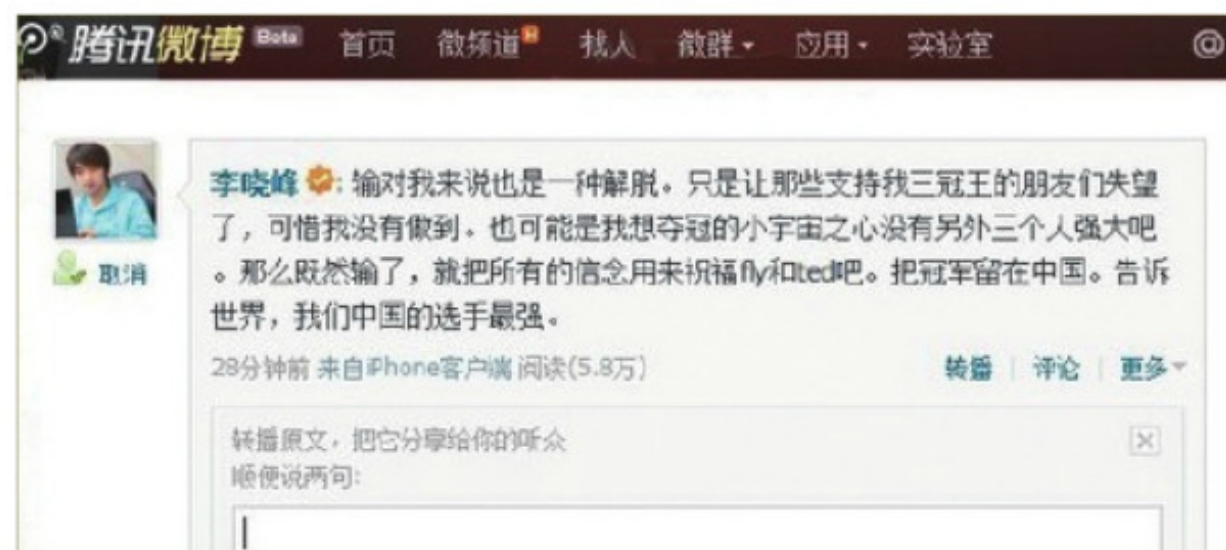 腾讯微博 Beta 首页 微频道 H 找人 微群 应用 实验室 @
李晓峰: 输对我来说也是一种解脱。只是让那些支持我三冠王的朋友们失望
了，可惜我没有做到。也可能是我想夺冠的小宇宙之心没有另外三个人强大吧
。那么既然输了，就把所有的信念用来祝福fly和ted吧。把冠军留在中国。告诉
取消
世界，我们中国的选手最强。
28分钟前 来自iPhone客户端 阅读(5.8万) 转播 | 评论 | 更多
转播原文，把它分享给你的听众
顺便说两句: